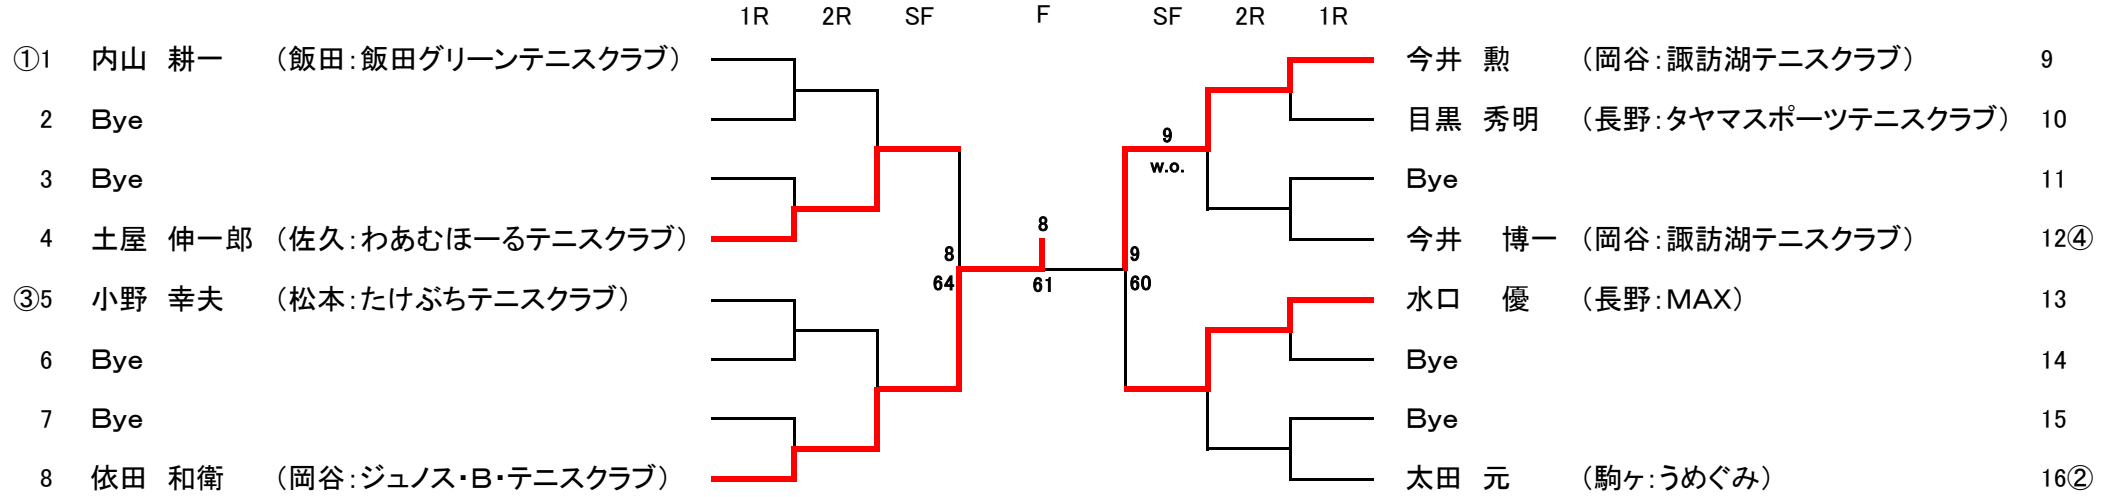 1R 2R SF F SF 2R 1R
①1 内山 耕一 （飯田：飯田グリーンテニスクラブ） 今井 勲 （岡谷：諏訪湖テニスクラブ） 9
2 Bye 目黒 秀明 （長野：タヤマスポーツテニスクラブ） 10
9
w.o.
3 Bye Bye 11
8
4 土屋 伸一郎 （佐久：わあむほーるテニスクラブ） 今井 博一 （岡谷：諏訪湖テニスクラブ） 12④
8 9
64 61 60
③5 小野 幸夫 （松本：たけぶちテニスクラブ） 水口 優 （長野：MAX） 13
6 Bye Bye 14
7 Bye Bye 15
8 依田 和衛 （岡谷：ジュノス・B・テニスクラブ） 太田 元 （駒ヶ：うめぐみ） 16②